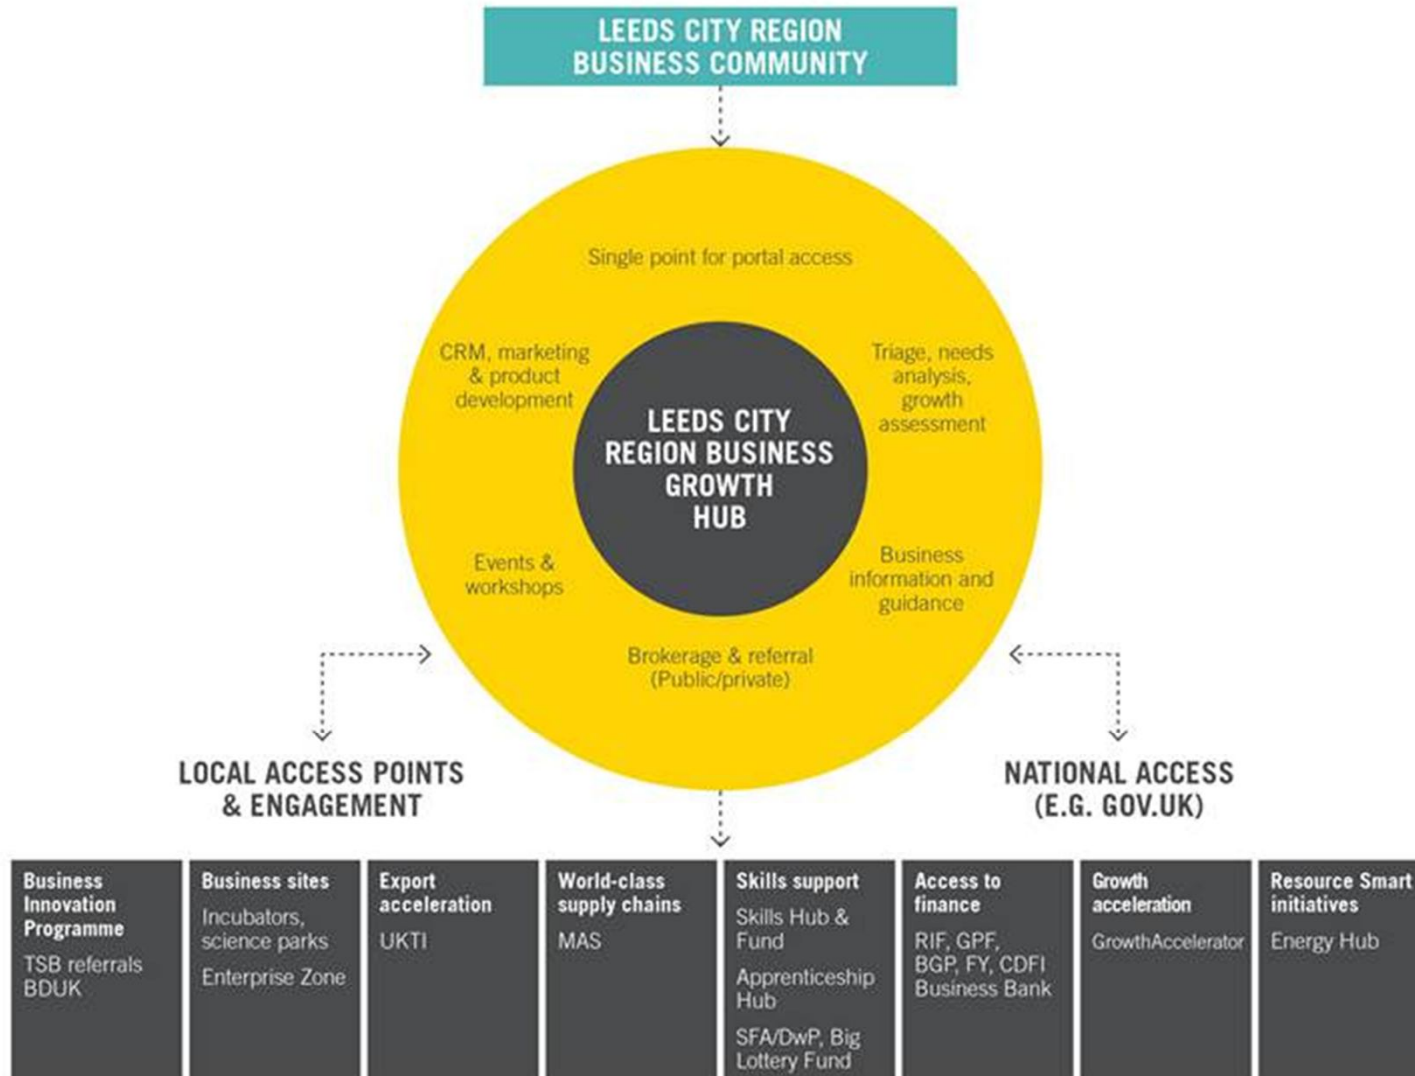 LEEDS CITY REGION
BUSINESS COMMUNITY
Single point for portal access
CRM, marketing
& product
development
Triage, needs
analysis,
growth
assessment
LEEDS CITY
REGION BUSINESS
GROWTH
HUB
Events &
workshops
Business
information and
guidance
Brokerage & referral
(Public/private)
LOCAL ACCESS POINTS
& ENGAGEMENT
NATIONAL ACCESS
(E.G. GOV.UK)
Business
Innovation
Programme
TSB referrals
BDUK
Business sites
Incubators,
science parks
Enterprise Zone
Export
acceleration
UKTI
World-class
supply chains
MAS
Skills support
Skills Hub &
Fund
Apprenticeship
Hub
SFA/DwP, Big
Lottery Fund
Access to
finance
RIF, GPF,
BGP, FY, CDFI
Business Bank
Growth
acceleration
GrowthAccelerator
Resource Smart
initiatives
Energy Hub